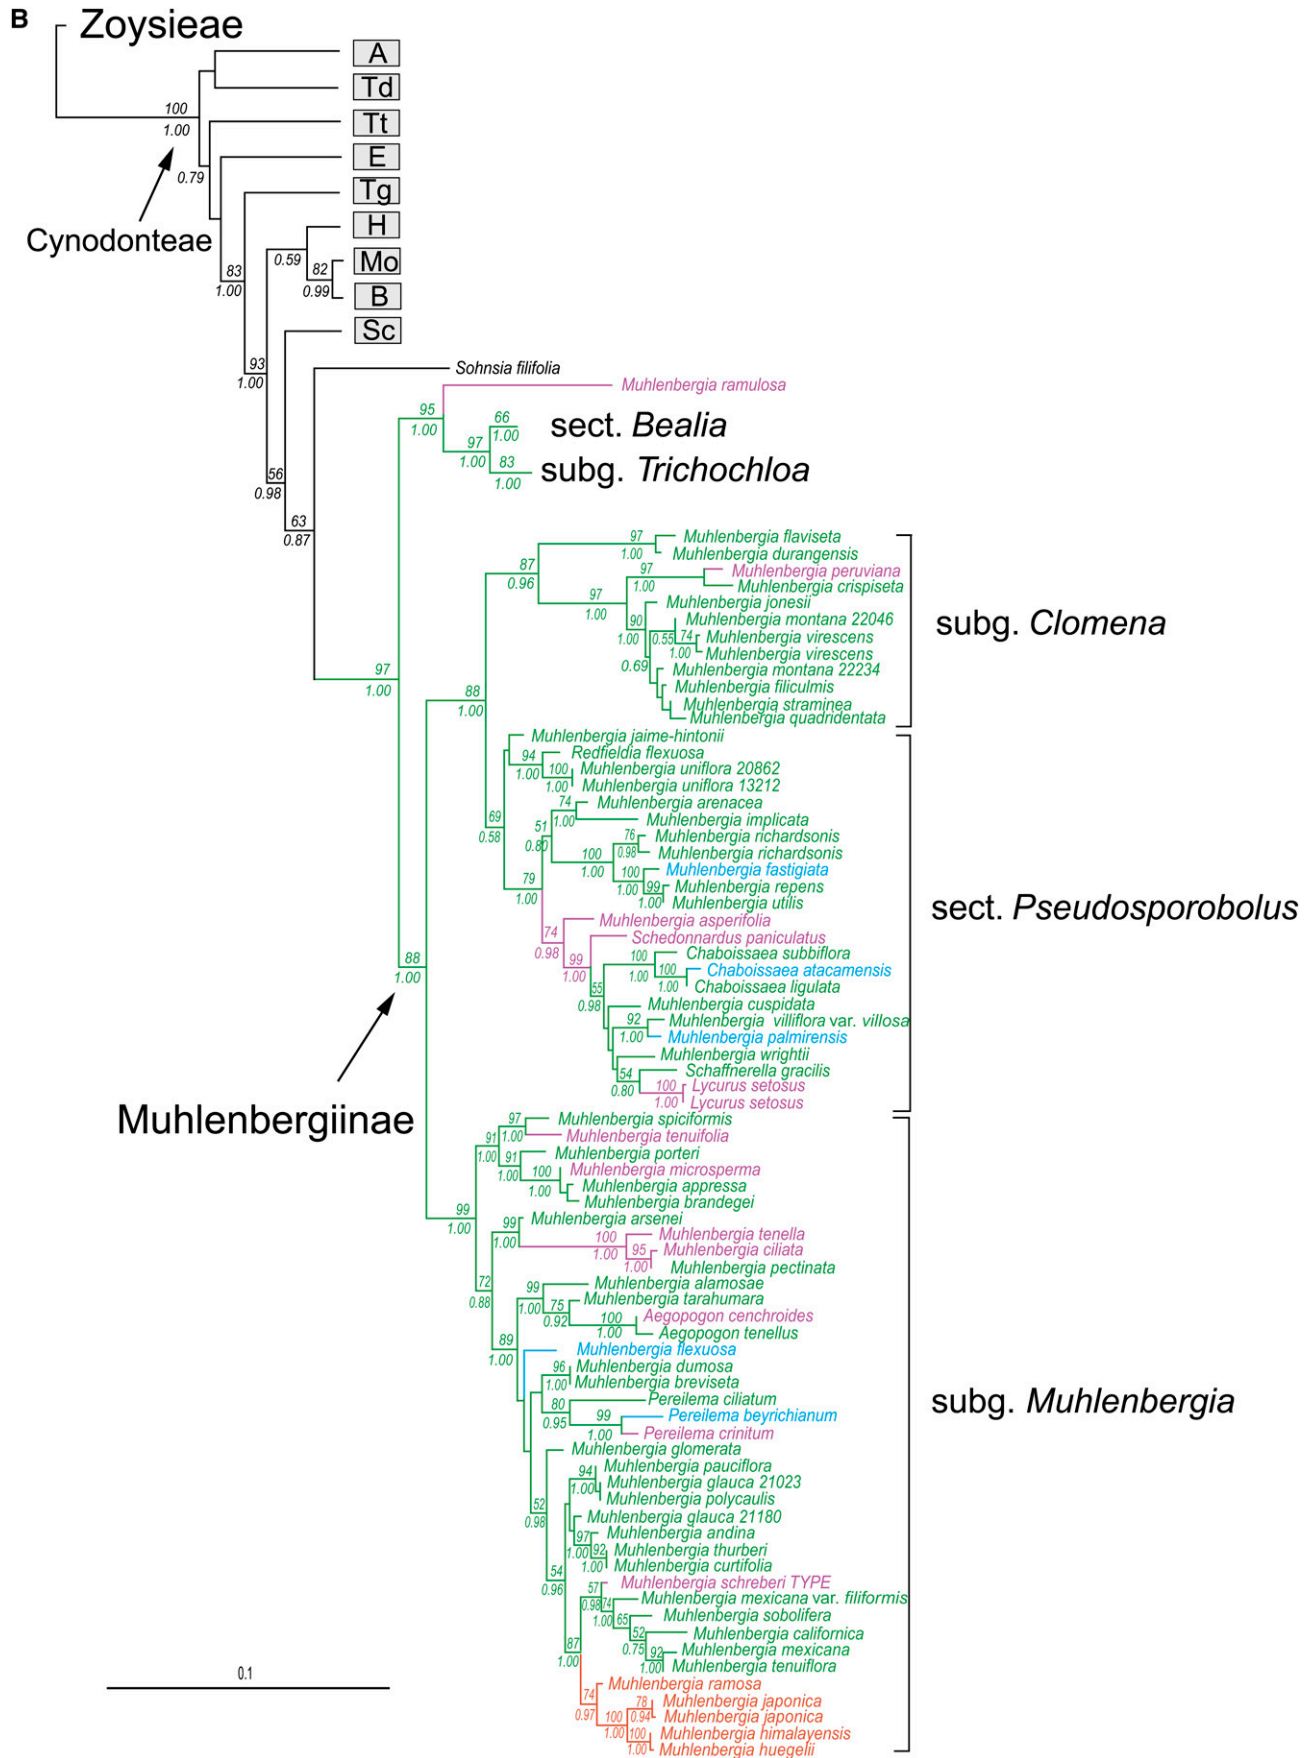 B
Zoysieae
A
Td
100
1.00
Tt
E
0.79
Tg
Cynodonteae
H
0.59
Mo
82
0.99
B
83
1.00
Sc
93
1.00
Sohnsia filifolia
Muhlenbergia ramulosa
95
1.00
66
1.00
sect. Bealia
97
1.00
83
1.00
subg. Trichochloa
56
0.98
63
0.87
97
1.00
Muhlenbergia flaviseta
97
1.00
Muhlenbergia durangensis
87
0.96
Muhlenbergia peruviana
97
1.00
Muhlenbergia crispiseta
97
1.00
Muhlenbergia jonesii
90
1.00
Muhlenbergia montana 22046
0.55
74
1.00
Muhlenbergia virescens
Muhlenbergia virescens
0.69
Muhlenbergia montana 22234
Muhlenbergia filiculmis
Muhlenbergia straminea
Muhlenbergia quadridentata
subg. Clomena
88
1.00
Muhlenbergia jaime-hintonii
94
1.00
Redfieldia flexuosa
100
1.00
Muhlenbergia uniflora 20862
Muhlenbergia uniflora 13212
69
0.58
74
1.00
Muhlenbergia arenacea
Muhlenbergia implicata
51
0.80
76
0.98
Muhlenbergia richardsonis
Muhlenbergia richardsonis
100
1.00
100
1.00
Muhlenbergia fastigiata
99
1.00
Muhlenbergia repens
Muhlenbergia utilis
79
1.00
Muhlenbergia asperifolia
74
0.98
Schedonnardus paniculatus
99
1.00
Chaboissaea subbiflora
100
1.00
Chaboissaea atacamensis
100
1.00
Chaboissaea ligulata
55
0.98
Muhlenbergia cuspidata
92
1.00
Muhlenbergia villiflora var. villosa
Muhlenbergia palmirensis
Muhlenbergia wrightii
Schaffnerella gracilis
54
0.80
100
1.00
Lycurus setosus
Lycurus setosus
sect. Pseudosporobolus
88
1.00
Muhlenbergiinae
97
1.00
Muhlenbergia spiciformis
Muhlenbergia tenuifolia
91
1.00
91
1.00
Muhlenbergia porteri
100
1.00
Muhlenbergia microsperma
Muhlenbergia appressa
Muhlenbergia brandegei
99
1.00
99
1.00
Muhlenbergia arsenei
Muhlenbergia tenella
100
1.00
95
1.00
Muhlenbergia ciliata
Muhlenbergia pectinata
72
0.88
Muhlenbergia alamosae
99
1.00
75
0.92
Muhlenbergia tarahumara
100
1.00
Aegopogon cenchroides
Aegopogon tenellus
89
1.00
Muhlenbergia flexuosa
96
1.00
Muhlenbergia dumosa
Muhlenbergia breviseta
80
0.95
Pereilema ciliatum
99
1.00
Pereilema beyrichianum
Pereilema crinitum
Muhlenbergia glomerata
52
0.98
94
1.00
Muhlenbergia pauciflora
Muhlenbergia glauca 21023
Muhlenbergia polycaulis
Muhlenbergia glauca 21180
97
1.00
Muhlenbergia andina
92
1.00
Muhlenbergia thurberi
Muhlenbergia curtifolia
54
0.96
57
0.98
Muhlenbergia schreberi TYPE
74
1.00
Muhlenbergia mexicana var. filiformis
65
Muhlenbergia sobolifera
52
0.75
Muhlenbergia californica
92
1.00
Muhlenbergia mexicana
Muhlenbergia tenuiflora
87
1.00
Muhlenbergia ramosa
74
0.97
78
0.94
Muhlenbergia japonica
Muhlenbergia japonica
100
1.00
100
1.00
Muhlenbergia himalayensis
Muhlenbergia huegelii
subg. Muhlenbergia
0.1